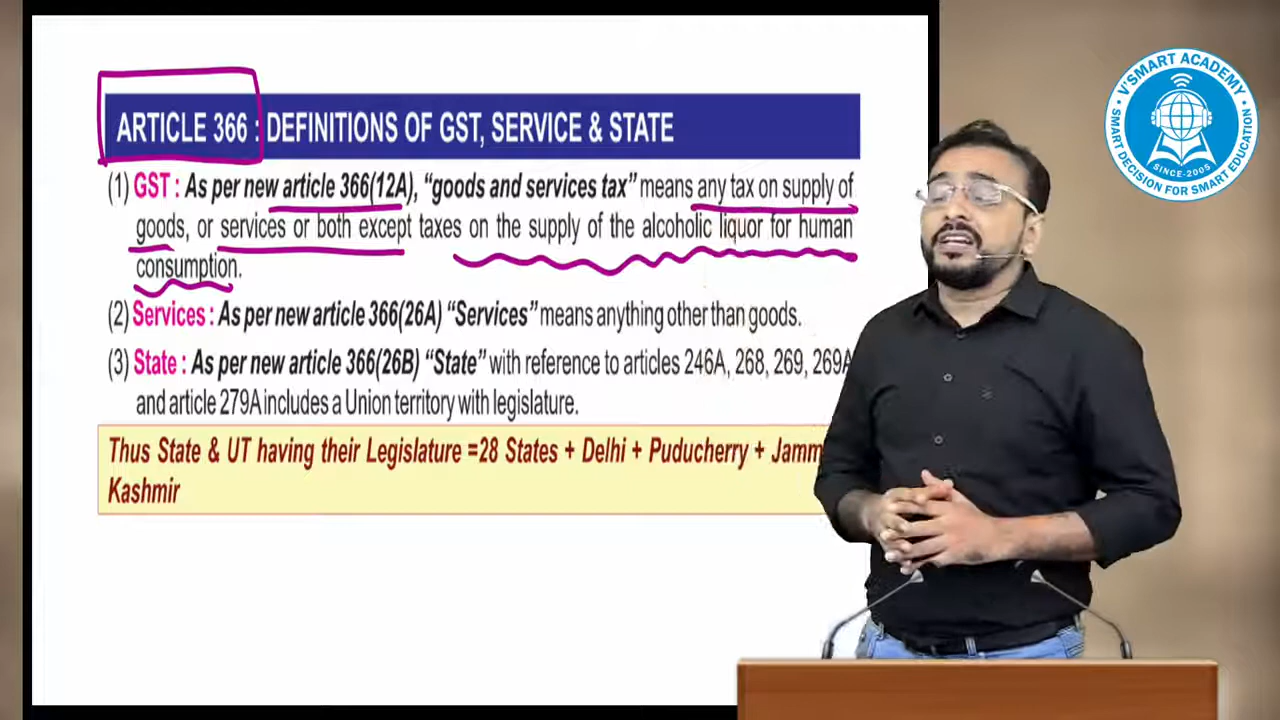 ARTICLE 366 : DEFINITIONS OF GST, SERVICE & STATE
(1) GST : As per new article 366(12A), “goods and services tax” means any tax on supply of
goods, or services or both except taxes on the supply of the alcoholic liquor for human
consumption.
(2) Services : As per new article 366(26A) “Services” means anything other than goods.
(3) State : As per new article 366(26B) “State” with reference to articles 246A, 268, 269, 269A
and article 279A includes a Union territory with legislature.
Thus State & UT having their Legislature =28 States + Delhi + Puducherry + Jamm
Kashmir
V'SMART ACADEMY
SMART DECISION FOR SMART EDUCATION
SINCE-2005